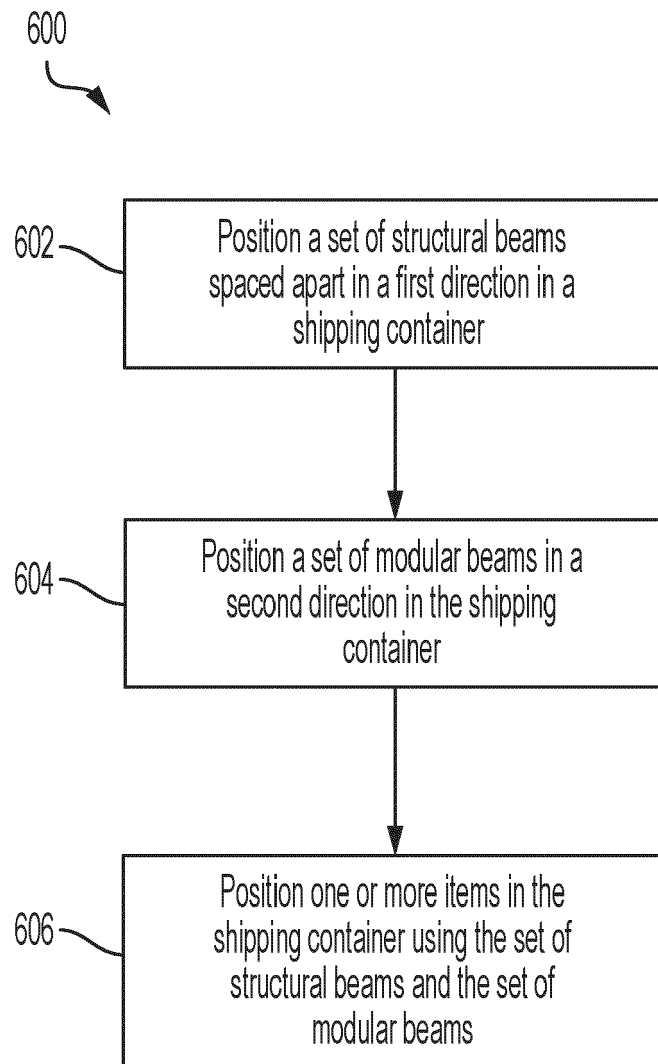 600
602
Position a set of structural beams
spaced apart in a first direction in a
shipping container
604
Position a set of modular beams in a
second direction in the shipping
container
606
Position one or more items in the
shipping container using the set of
structural beams and the set of
modular beams